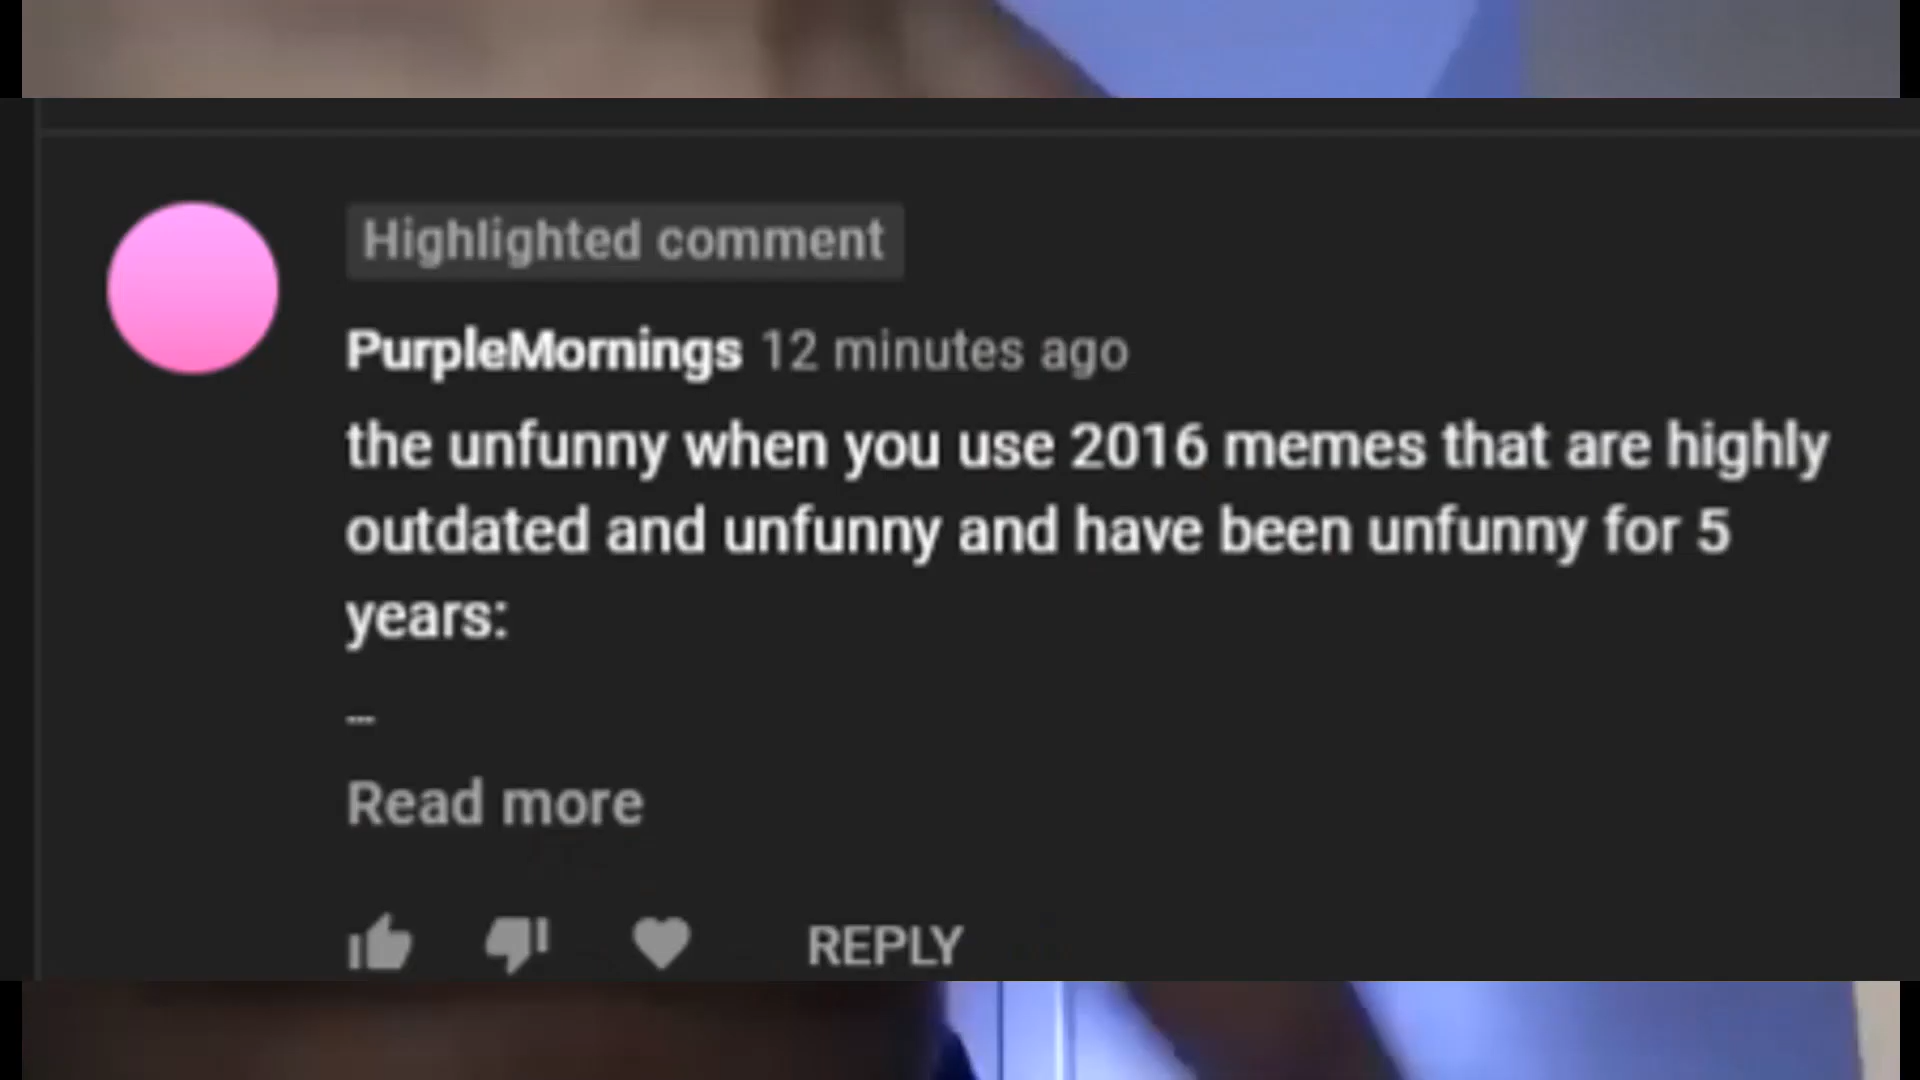 Highlighted comment
PurpleMornings 12 minutes ago
the unfunny when you use 2016 memes that are highly
outdated and unfunny and have been unfunny for 5
years:
...
Read more
REPLY